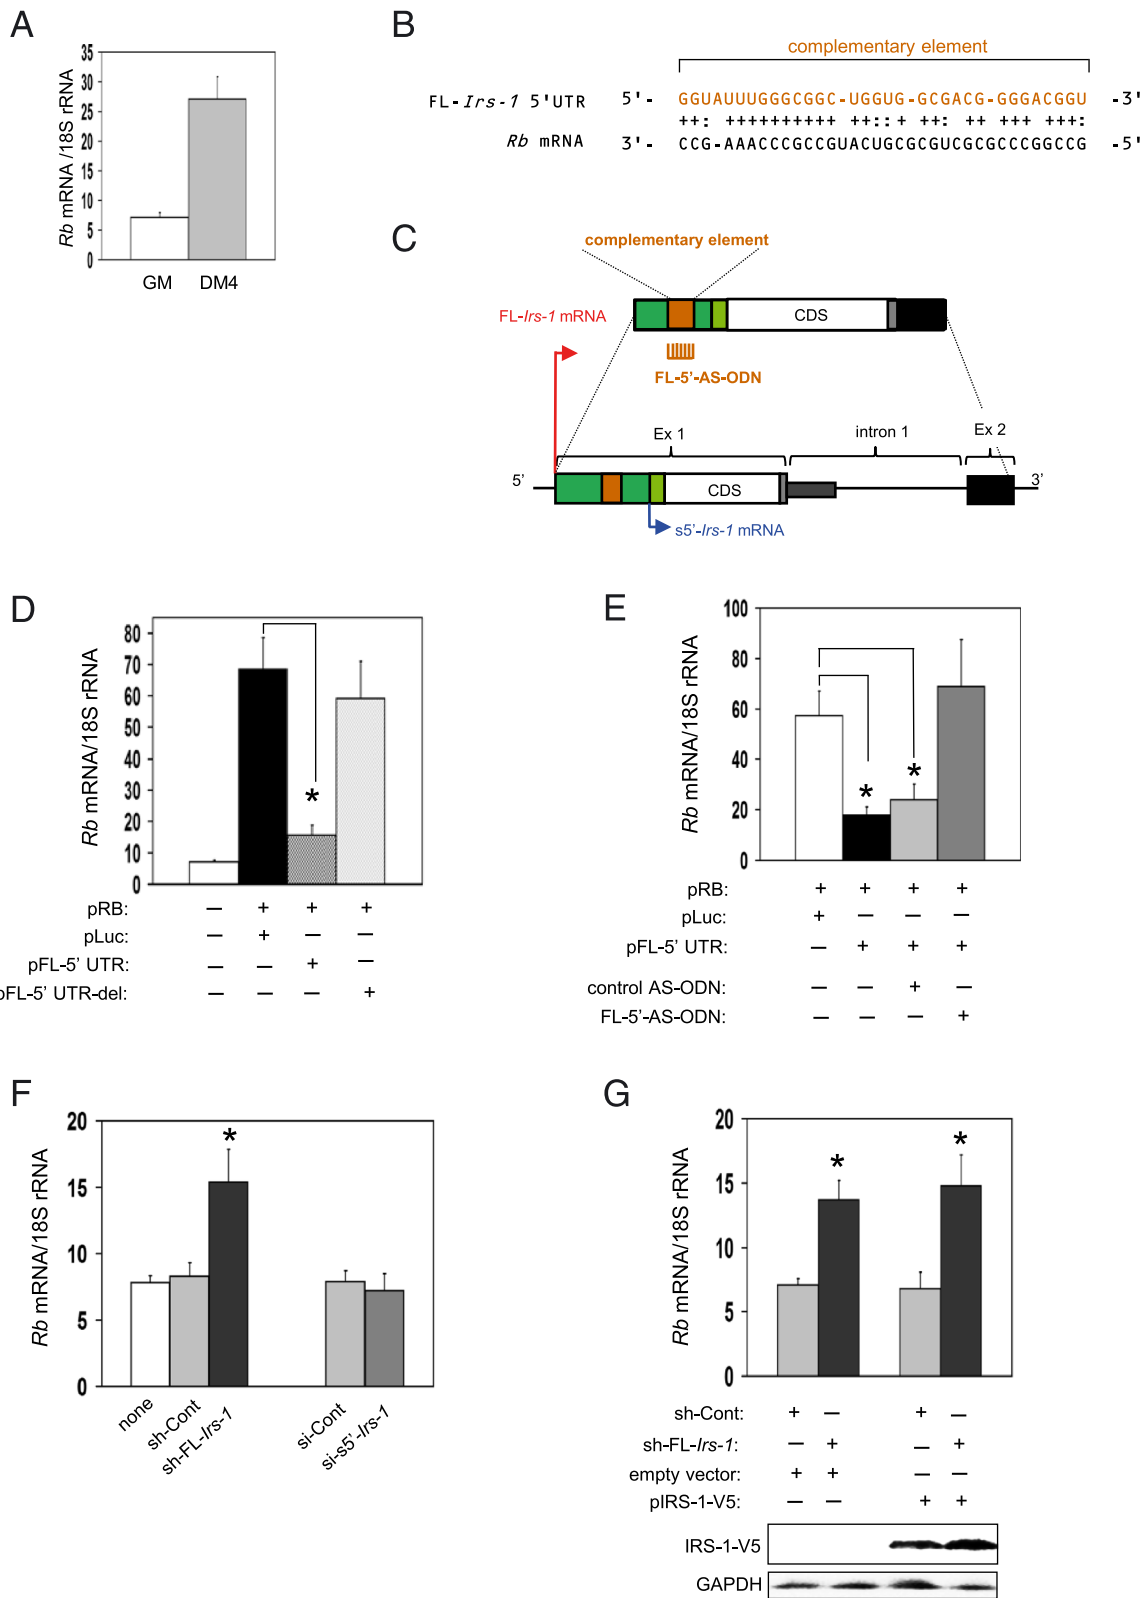 A
Rb mRNA /18S rRNA
35
30
25
20
15
10
5
0
GM DM4
B
complementary element
FL-Irs-1 5'UTR 5'- GGUAUUUGGGCGGC-UGGUG-GCGACG-GGGACGGU -3'
++: ++++++++++ ++::+ ++: ++ +++ +++:
Rb mRNA 3'- CCG-AAACCCGCCGUACUGCGCGUCGCGCCCGGCCG -5'
C
complementary element
CDS
FL-Irs-1 mRNA
FL-5'-AS-ODN
Ex 1
intron 1
Ex 2
5'
CDS
3'
s5'-Irs-1 mRNA
D
Rb mRNA/18S rRNA
80
70
60
50
40
30
20
10
0
*
pRB: — + + +
pLuc: — + — —
pFL-5' UTR: — — + —
pFL-5' UTR-del: — — — +
E
Rb mRNA/18S rRNA
100
80
60
40
20
0
* *
pRB: + + + +
pLuc: + — — —
pFL-5' UTR: — + + +
control AS-ODN: — — + —
FL-5'-AS-ODN: — — — +
F
Rb mRNA/18S rRNA
20
15
10
5
0
*
none
sh-Cont
sh-FL-Irs-1
si-Cont
si-s5'-Irs-1
G
Rb mRNA/18S rRNA
20
15
10
5
0
* *
sh-Cont: + — + —
sh-FL-Irs-1: — + — +
empty vector: + + — —
pIRS-1-V5: — — + +
IRS-1-V5
GAPDH